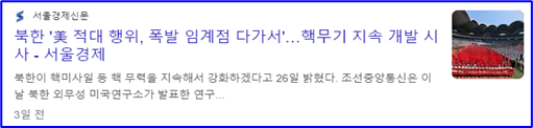 서울경제신문
북한 '美 적대 행위, 폭발 임계점 다가서'…핵무기 지속 개발 시
사 - 서울경제
북한이 핵미사일 등 핵 무력을 지속해서 강화하겠다고 26일 밝혔다. 조선중앙통신은 이
날 북한 외무성 미국연구소가 발표한 연구...
3일 전